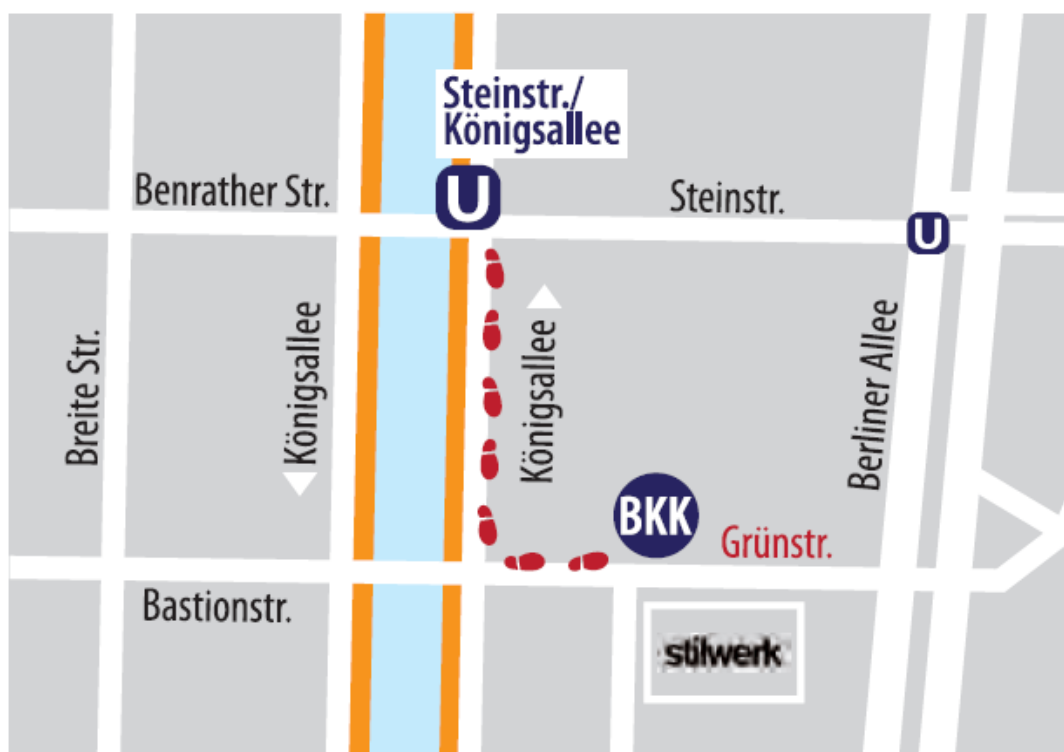 Steinstr./
Königsallee
U
Benrather Str.
Steinstr.
U
Breite Str.
Königsallee
Königsallee
Berliner Allee
BKK
Grünstr.
Bastionstr.
stilwerk